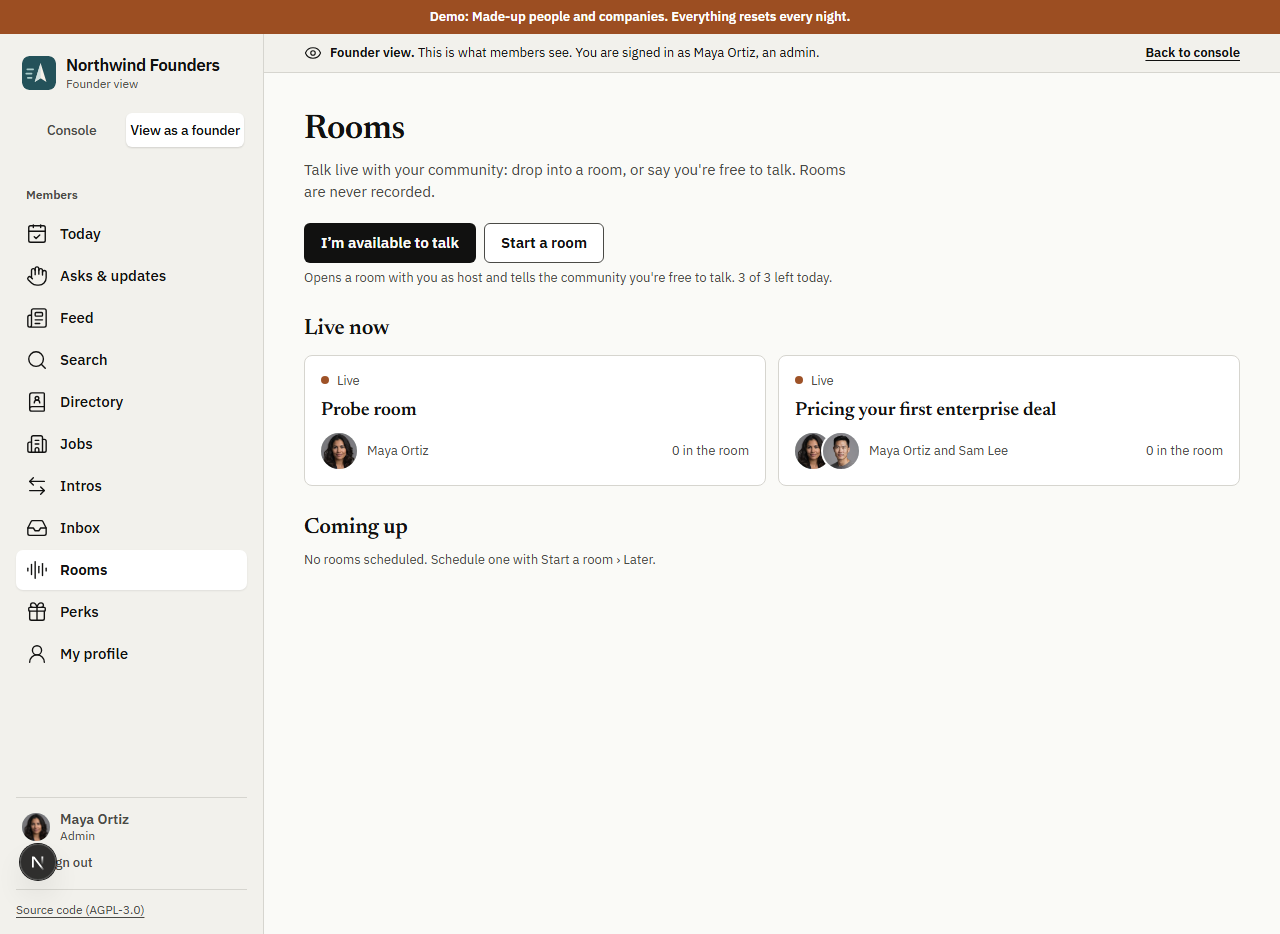 Demo: Made-up people and companies. Everything resets every night.
Northwind Founders
Founder view
Console
View as a founder
Members
Today
Asks & updates
Feed
Search
Directory
Jobs
Intros
Inbox
Rooms
Perks
My profile
Maya Ortiz
Admin
N
gn out
Source code (AGPL-3.0)
Founder view. This is what members see. You are signed in as Maya Ortiz, an admin.
Back to console
Rooms
Talk live with your community: drop into a room, or say you're free to talk. Rooms
are never recorded.
I’m available to talk
Start a room
Opens a room with you as host and tells the community you're free to talk. 3 of 3 left today.
Live now
Live
Probe room
Maya Ortiz
0 in the room
Live
Pricing your first enterprise deal
Maya Ortiz and Sam Lee
0 in the room
Coming up
No rooms scheduled. Schedule one with Start a room › Later.